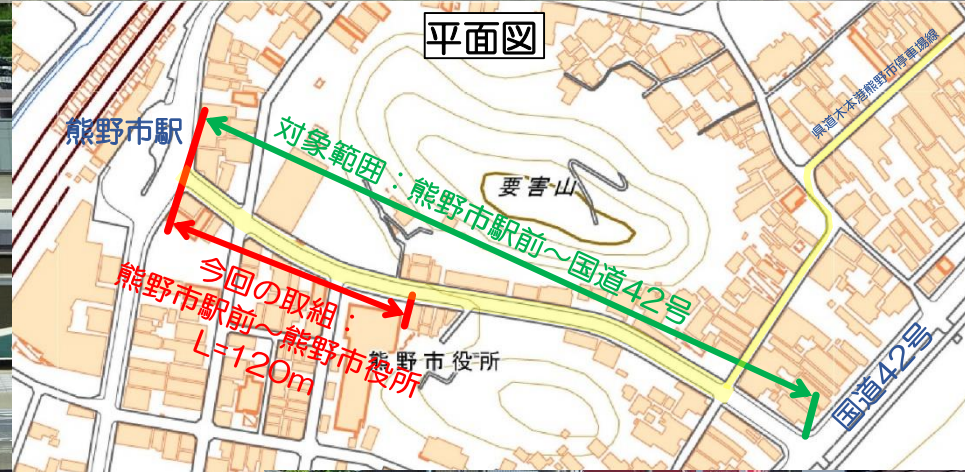 平面図
県道木本港熊野市停車場線
熊野市駅
対象範囲：熊野市駅前～国道42号
要害山
今回の取組：
熊野市駅前～熊野市役所
L=120m
熊野市役所
国道42号